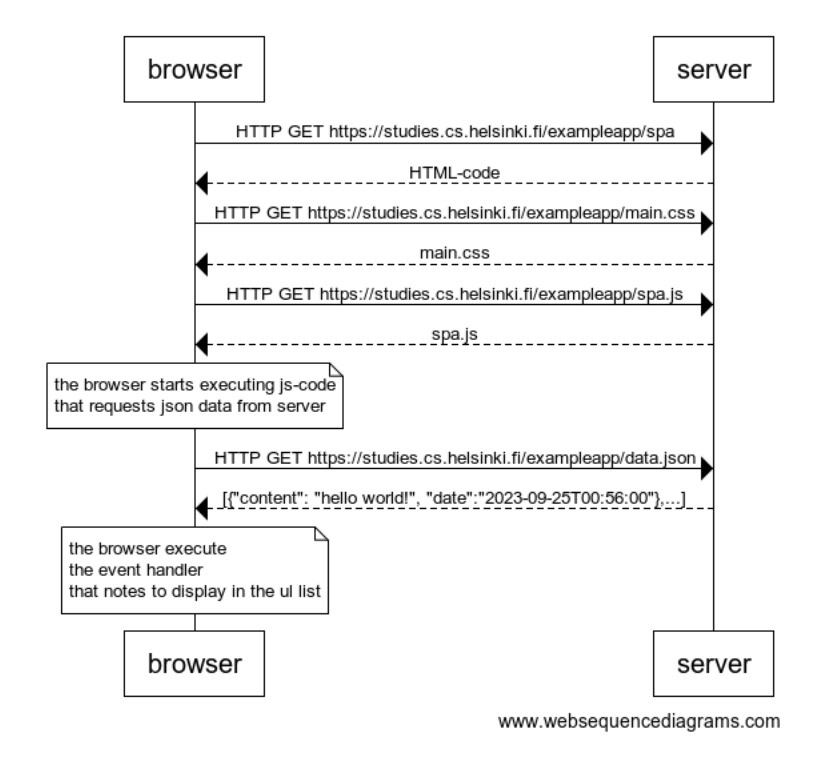 browser
server
HTTP GET https://studies.cs.helsinki.fi/exampleapp/spa
HTML-code
HTTP GET https://studies.cs.helsinki.fi/exampleapp/main.css
main.css
HTTP GET https://studies.cs.helsinki.fi/exampleapp/spa.js
spa.js
the browser starts executing js-code
that requests json data from server
HTTP GET https://studies.cs.helsinki.fi/exampleapp/data.json
[{"content": "hello world!", "date":"2023-09-25T00:56:00"},...]
the browser execute
the event handler
that notes to display in the ul list
browser
server
www.websequencediagrams.com